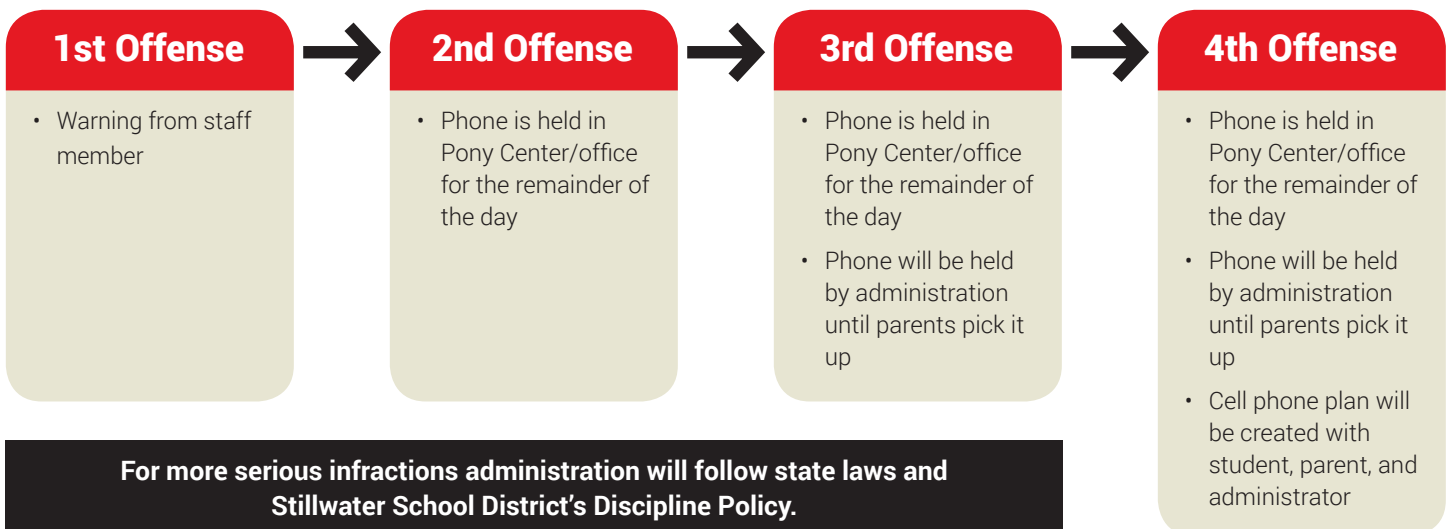 1st Offense
• Warning from staff
member
2nd Offense
• Phone is held in
Pony Center/office
for the remainder of
the day
3rd Offense
• Phone is held in
Pony Center/office
for the remainder of
the day
• Phone will be held
by administration
until parents pick it
up
4th Offense
• Phone is held in
Pony Center/office
for the remainder of
the day
• Phone will be held
by administration
until parents pick it
up
• Cell phone plan will
be created with
student, parent, and
administrator
For more serious infractions administration will follow state laws and
Stillwater School District's Discipline Policy.